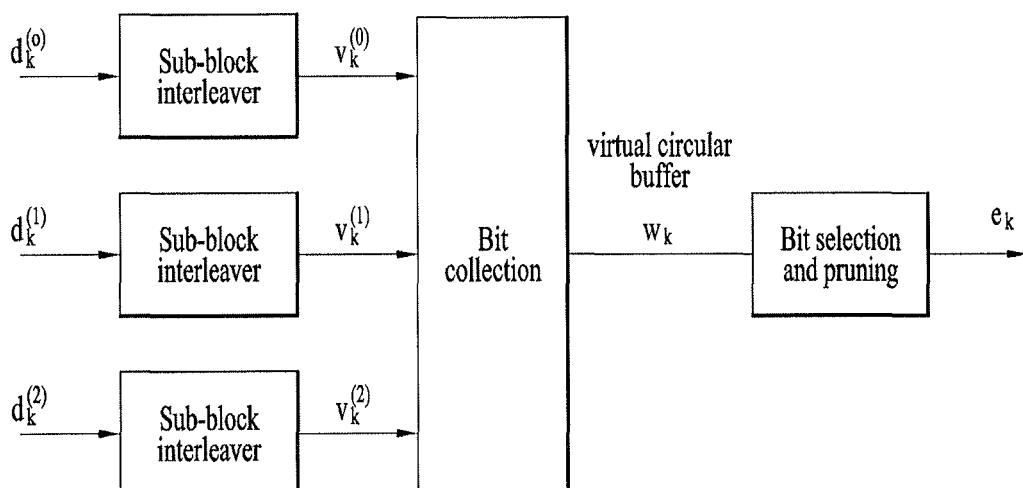 d_k^(o)
Sub-block
interleaver
v_k^(0)
virtual circular
buffer
d_k^(1)
Sub-block
interleaver
v_k^(1)
Bit
collection
w_k
Bit selection
and pruning
e_k
d_k^(2)
Sub-block
interleaver
v_k^(2)